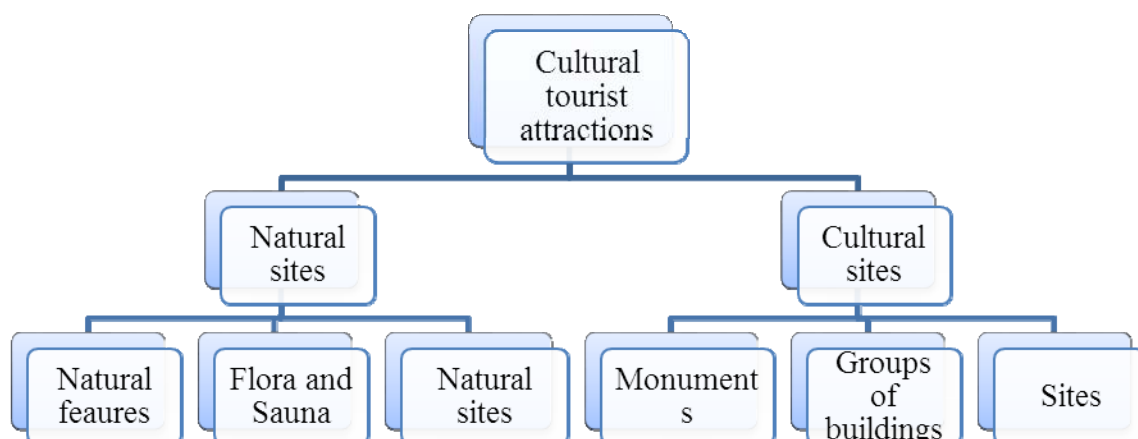 Cultural
tourist
attractions
Natural
sites
Cultural
sites
Natural
feaures
Flora and
Sauna
Natural
sites
Monument
s
Groups
of
buildings
Sites